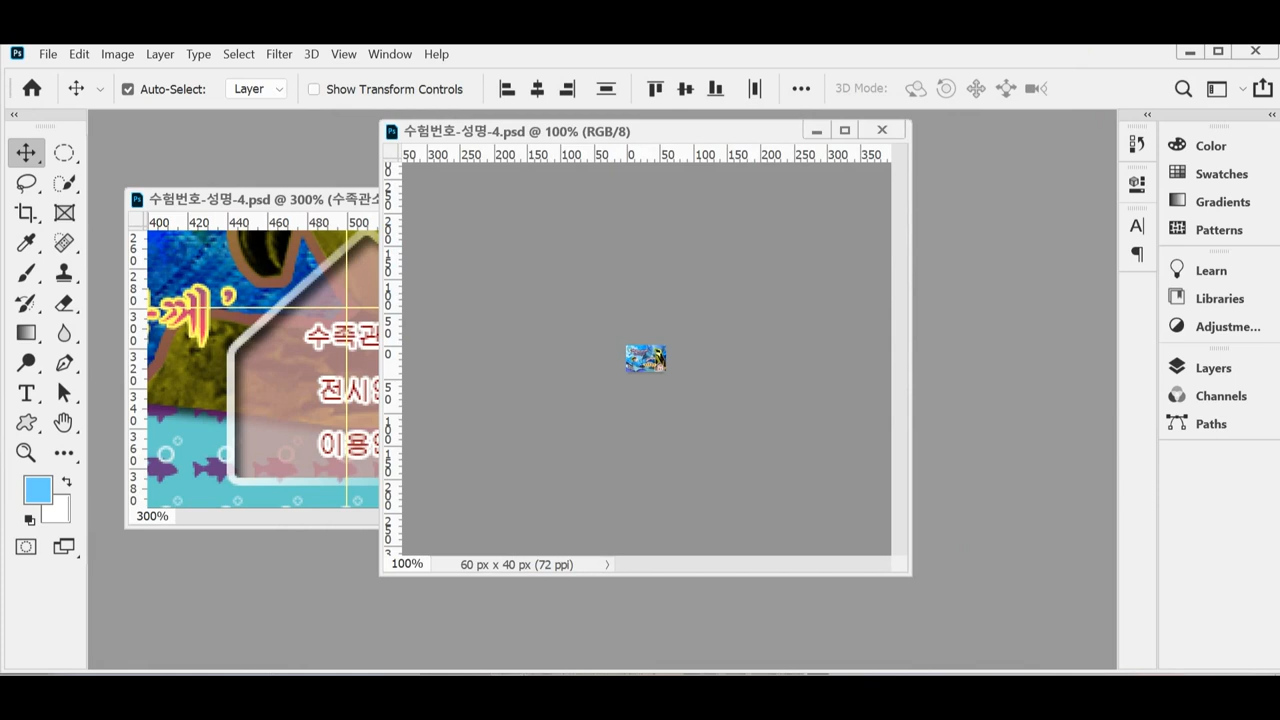 Ps File Edit Image Layer Type Select Filter 3D View Window Help
Auto-Select: Layer Show Transform Controls 3D Mode:
수험번호-성명-4.psd @ 100% (RGB/8)
50 300 250 200 150 100 50 0 50 100 150 200 250 300 350
수험번호-성명-4.psd @ 300% (수족관
400 420 440 460 480 500
께'
수족관
전시
이용
300%
100% 60 px x 40 px (72 ppi)
Color
Swatches
Gradients
Patterns
Learn
Libraries
Adjustme...
Layers
Channels
Paths